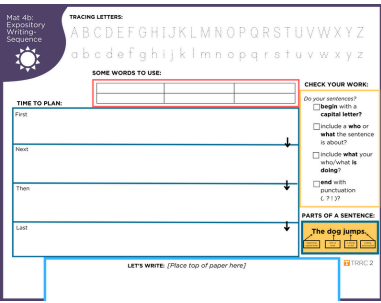 Mat 4b:
Expository
Writing-
Sequence
TRACING LETTERS:
ABCDEFGHIJKLMNOPQRSTUVWXYZ
abcdefghijklmnopqrstuvwxyz
SOME WORDS TO USE:
TIME TO PLAN:
First
Next
Then
Last
CHECK YOUR WORK:
Do your sentences?
begin with a
capital letter?
include a who or
what the sentence
is about?
include what your
who/what is
doing?
end with
punctuation
(. ? ! )?
PARTS OF A SENTENCE:
The dog jumps.
LET'S WRITE: [Place top of paper here]
TRRC 2